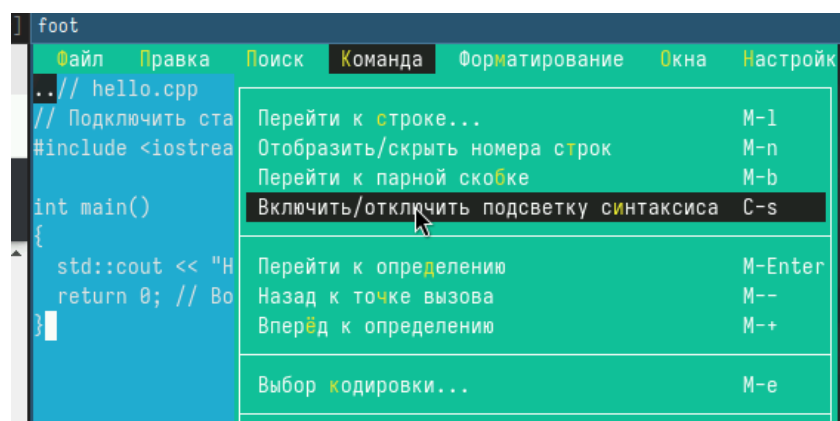 foot
Файл Правка Поиск Команда Форматирование Окна Настройк
..// hello.cpp
// Подключить ста
#include <iostrea
int main()
{
std::cout << "H
return 0; // Во
}
Перейти к строке... M-l
Отобразить/скрыть номера строк M-n
Перейти к парной скобке M-b
Включить/отключить подсветку синтаксиса C-s
Перейти к определению M-Enter
Назад к точке вызова M--
Вперёд к определению M-+
Выбор кодировки... M-e